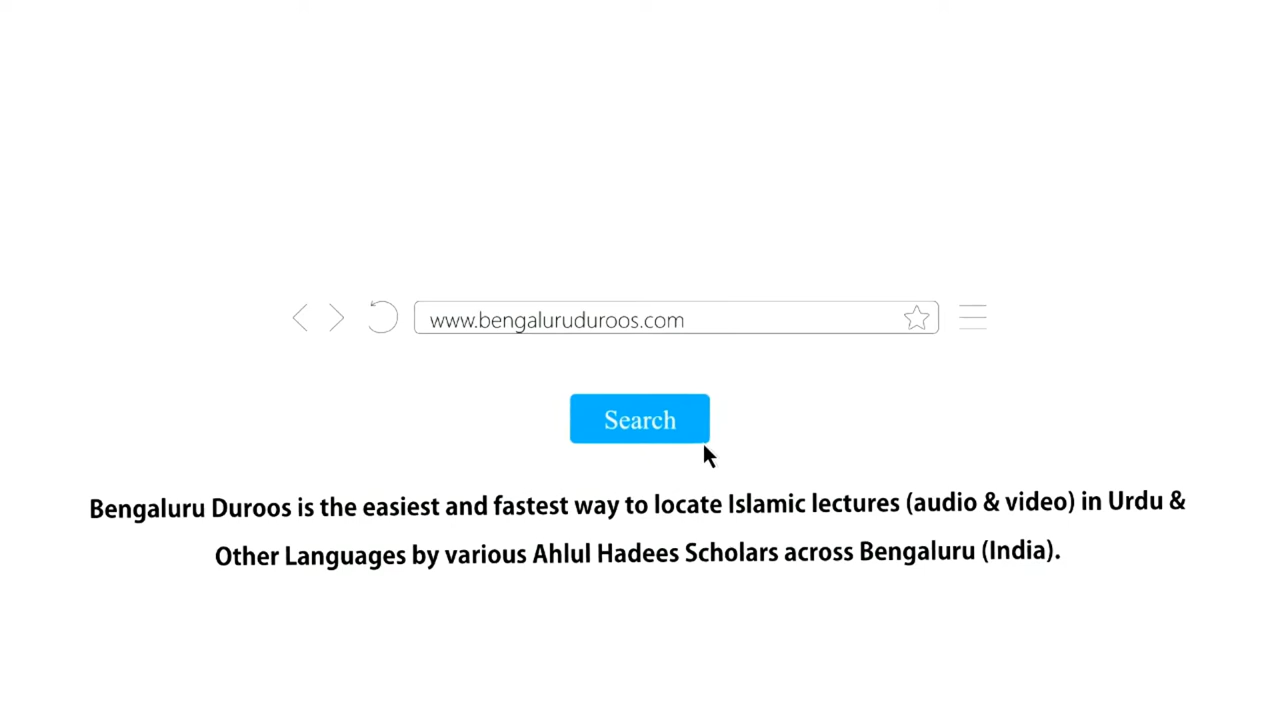 www.bengaluruduroos.com
Search
Bengaluru Duroos is the easiest and fastest way to locate Islamic lectures (audio & video) in Urdu &
Other Languages by various Ahlul Hadees Scholars across Bengaluru (India).